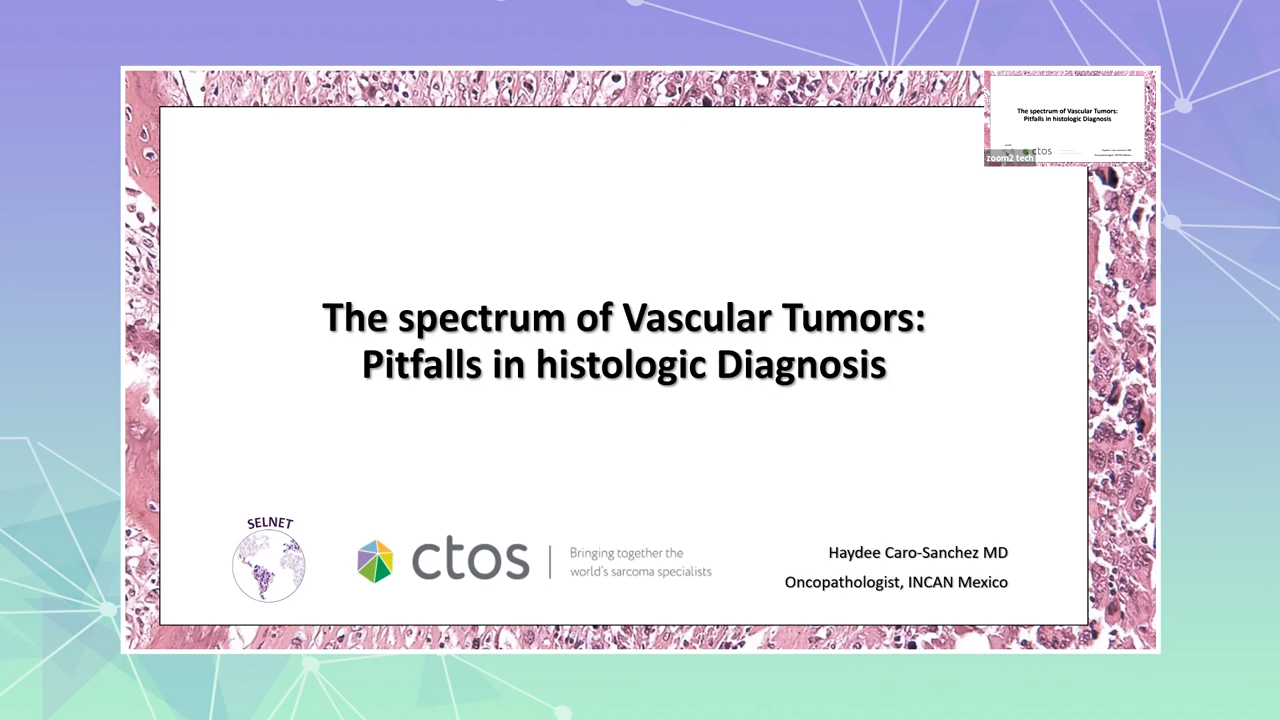 The spectrum of Vascular Tumors:
Pitfalls in histologic Diagnosis
zoom2 tech
ctos
The spectrum of Vascular Tumors:
Pitfalls in histologic Diagnosis
SELNET
ctos
Bringing together the
world's sarcoma specialists
Haydee Caro-Sanchez MD
Oncopathologist, INCAN Mexico